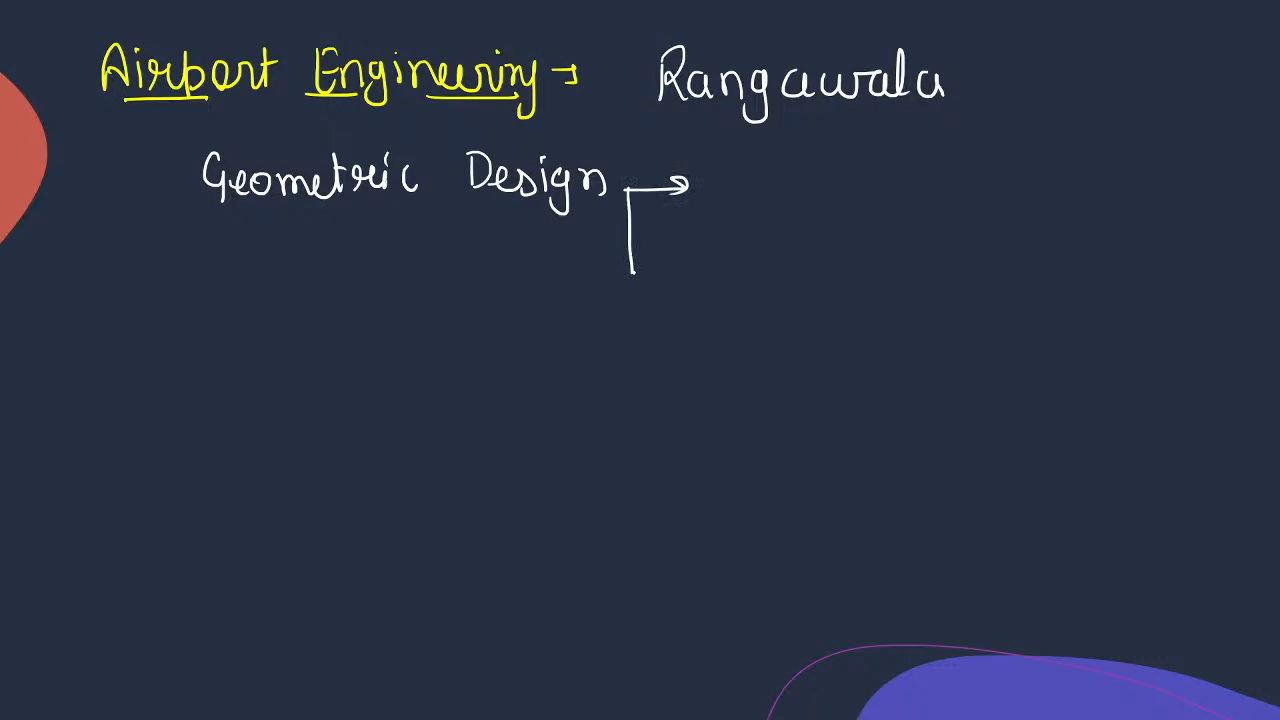 Airport Engineering → Rangawala
Geometric Design →